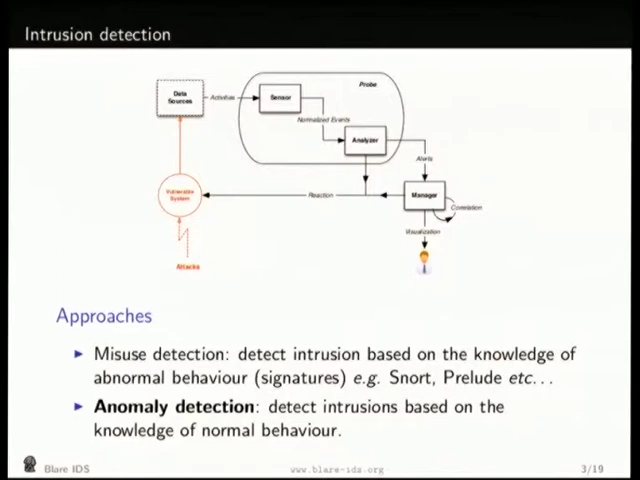 Intrusion detection
Probe
Data
Sources
Activities
Sensor
Normalized Events
Analyzer
Alerts
Vulnerable
System
Reaction
Manager
Correlation
Visualization
Attacks
Approaches
► Misuse detection: detect intrusion based on the knowledge of
abnormal behaviour (signatures) e.g. Snort, Prelude etc...
► Anomaly detection: detect intrusions based on the
knowledge of normal behaviour.
Blare IDS
www.blare-ids.org
3/19